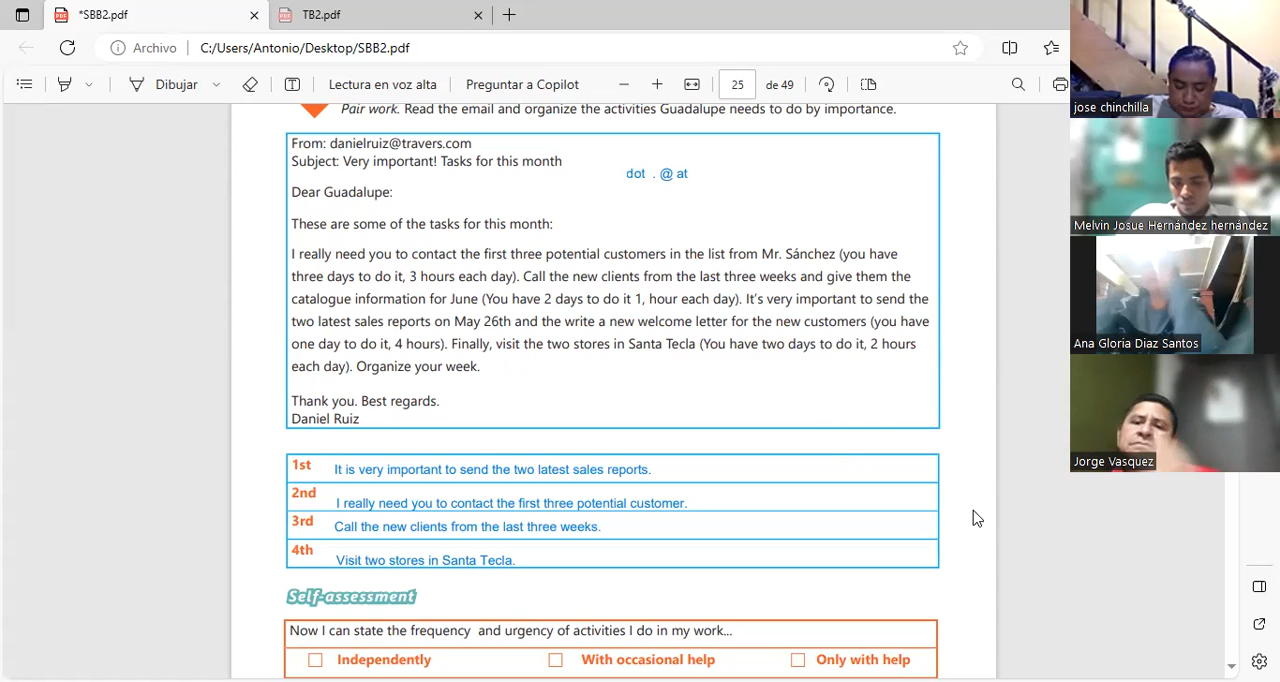 *SBB2.pdf
TB2.pdf
Archivo
C:/Users/Antonio/Desktop/SBB2.pdf
Dibujar
Lectura en voz alta
Preguntar a Copilot
25
de 49
Pair work. Read the email and organize the activities Guadalupe needs to do by importance.
From: danielruiz@travers.com
Subject: Very important! Tasks for this month
dot . @ at
Dear Guadalupe:
These are some of the tasks for this month:
I really need you to contact the first three potential customers in the list from Mr. Sánchez (you have
three days to do it, 3 hours each day). Call the new clients from the last three weeks and give them the
catalogue information for June (You have 2 days to do it 1, hour each day). It's very important to send the
two latest sales reports on May 26th and the write a new welcome letter for the new customers (you have
one day to do it, 4 hours). Finally, visit the two stores in Santa Tecla (You have two days to do it, 2 hours
each day). Organize your week.
Thank you. Best regards.
Daniel Ruiz
1st It is very important to send the two latest sales reports.
2nd I really need you to contact the first three potential customer.
3rd Call the new clients from the last three weeks.
4th Visit two stores in Santa Tecla.
Self-assessment
Now I can state the frequency and urgency of activities I do in my work...
Independently
With occasional help
Only with help
jose chinchilla
Melvin Josue Hernández hernández
Ana Gloria Diaz Santos
Jorge Vasquez